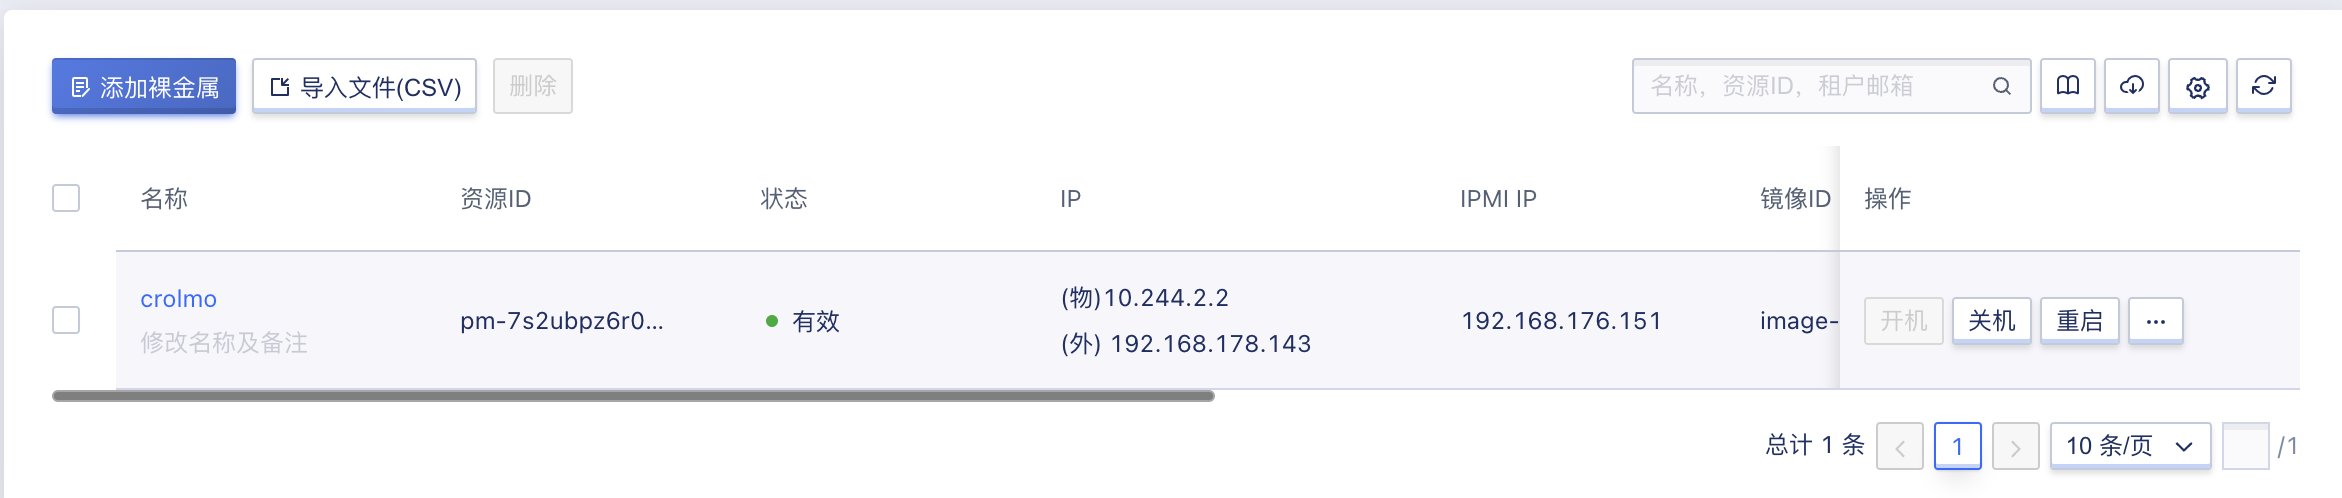 添加裸金属 导入文件(CSV) 删除 名称，资源ID，租户邮箱
名称 资源ID 状态 IP IPMI IP 镜像ID 操作
crolmo
修改名称及备注
pm-7s2ubpz6r0...
有效
(物)10.244.2.2
(外) 192.168.178.143
192.168.176.151
image-
开机 关机 重启 ...
总计 1 条 1 10 条/页 /1